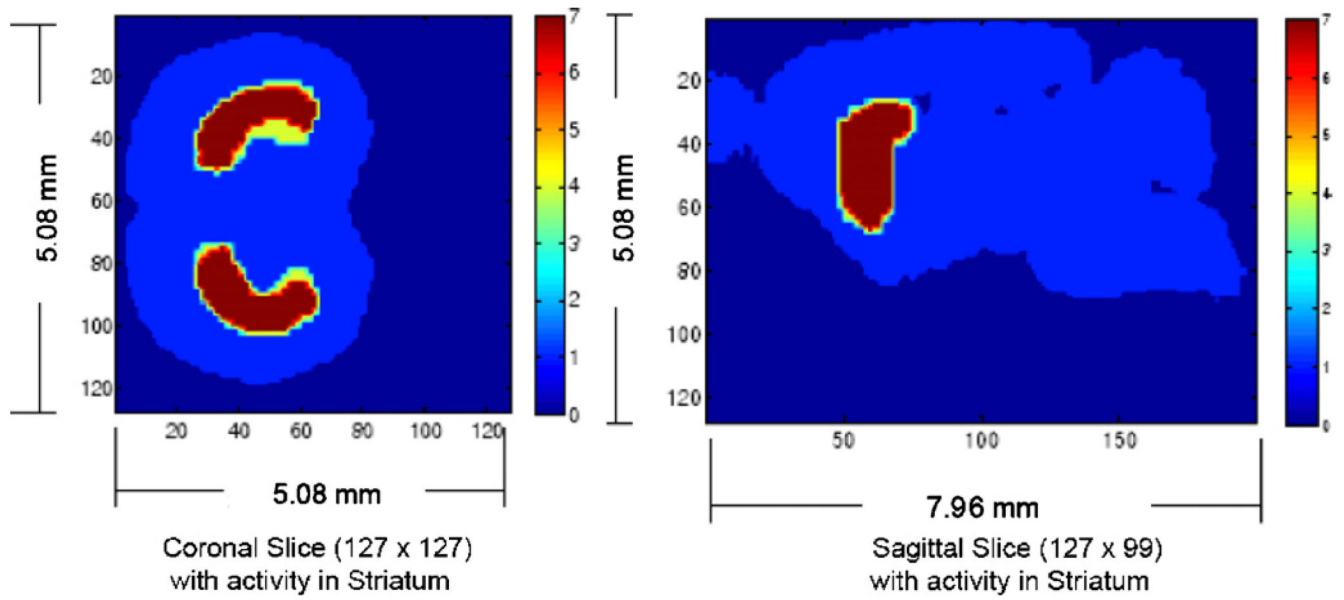 7
6
5
4
3
2
1
0
20
40
60
80
100
120
20 40 60 80 100 120
5.08 mm
5.08 mm
Coronal Slice (127 x 127)
with activity in Striatum
7
6
5
4
3
2
1
0
20
40
60
80
100
120
50 100 150
5.08 mm
7.96 mm
Sagittal Slice (127 x 99)
with activity in Striatum